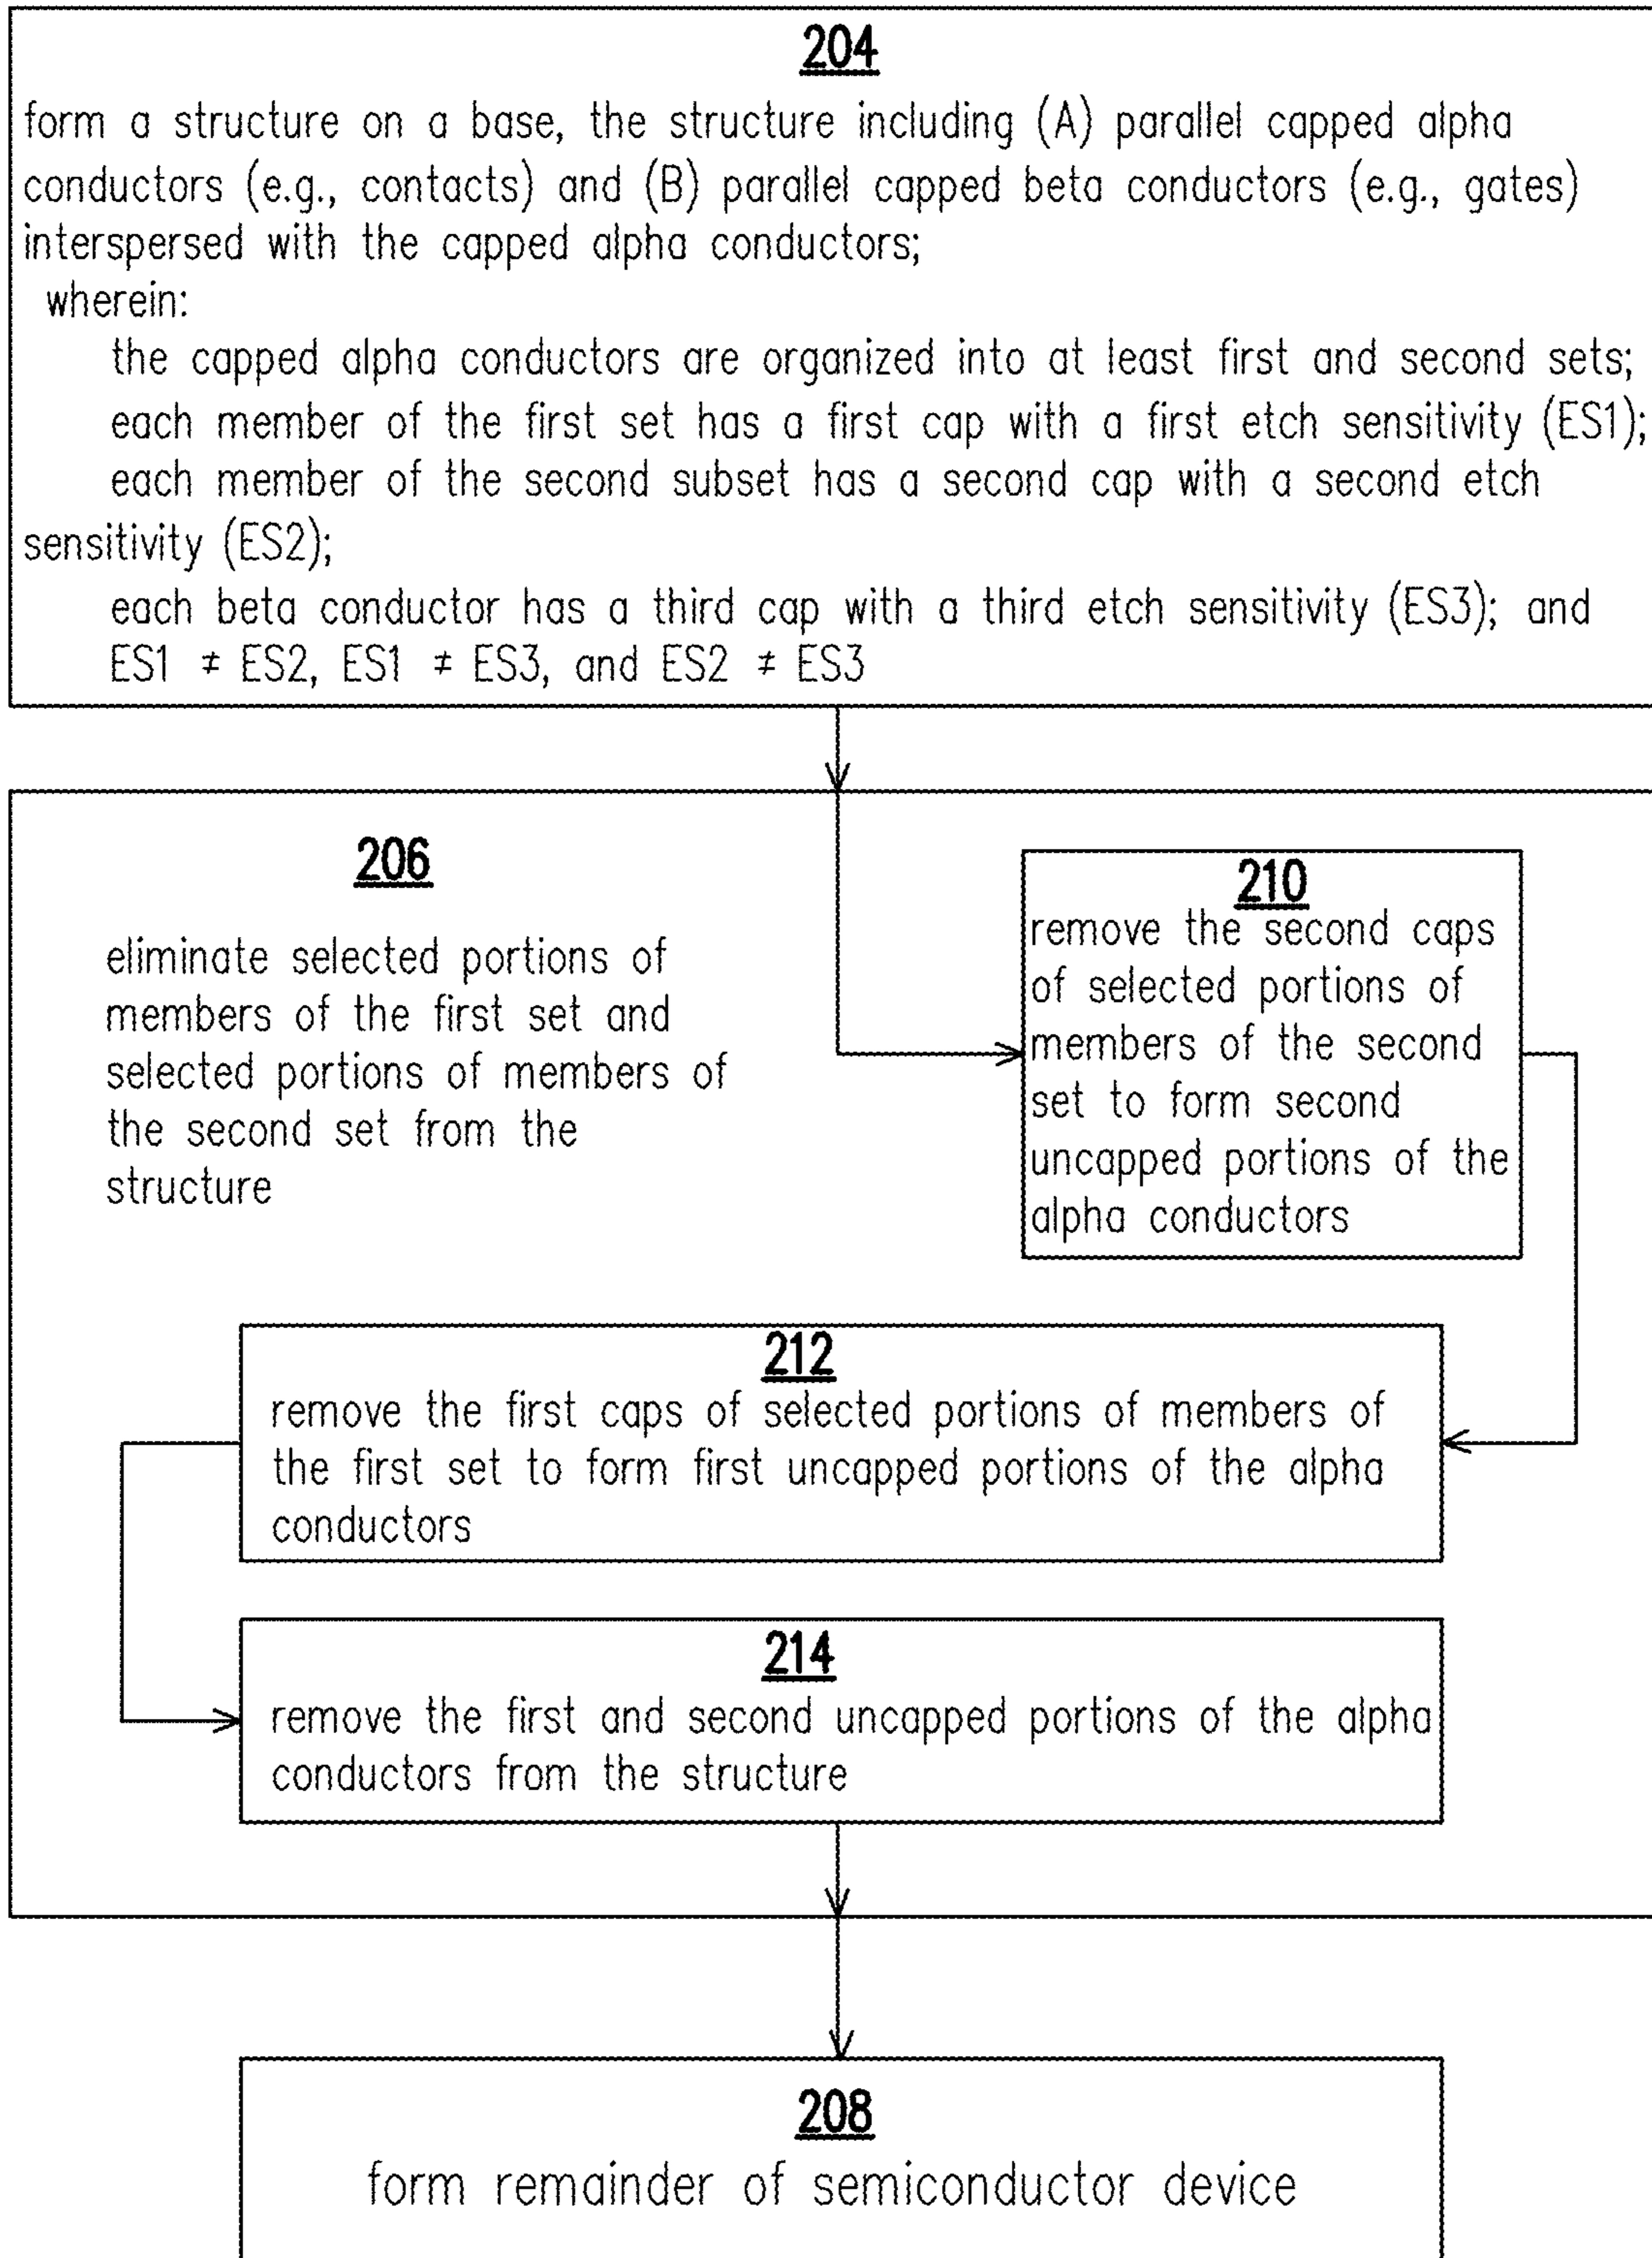 204
form a structure on a base, the structure including (A) parallel capped alpha
conductors (e.g., contacts) and (B) parallel capped beta conductors (e.g., gates)
interspersed with the capped alpha conductors;
wherein:
the capped alpha conductors are organized into at least first and second sets;
each member of the first set has a first cap with a first etch sensitivity (ES1);
each member of the second subset has a second cap with a second etch
sensitivity (ES2);
each beta conductor has a third cap with a third etch sensitivity (ES3); and
ES1 ≠ ES2, ES1 ≠ ES3, and ES2 ≠ ES3
206
eliminate selected portions of
members of the first set and
selected portions of members of
the second set from the
structure
210
remove the second caps
of selected portions of
members of the second
set to form second
uncapped portions of the
alpha conductors
212
remove the first caps of selected portions of members of
the first set to form first uncapped portions of the alpha
conductors
214
remove the first and second uncapped portions of the alpha
conductors from the structure
208
form remainder of semiconductor device